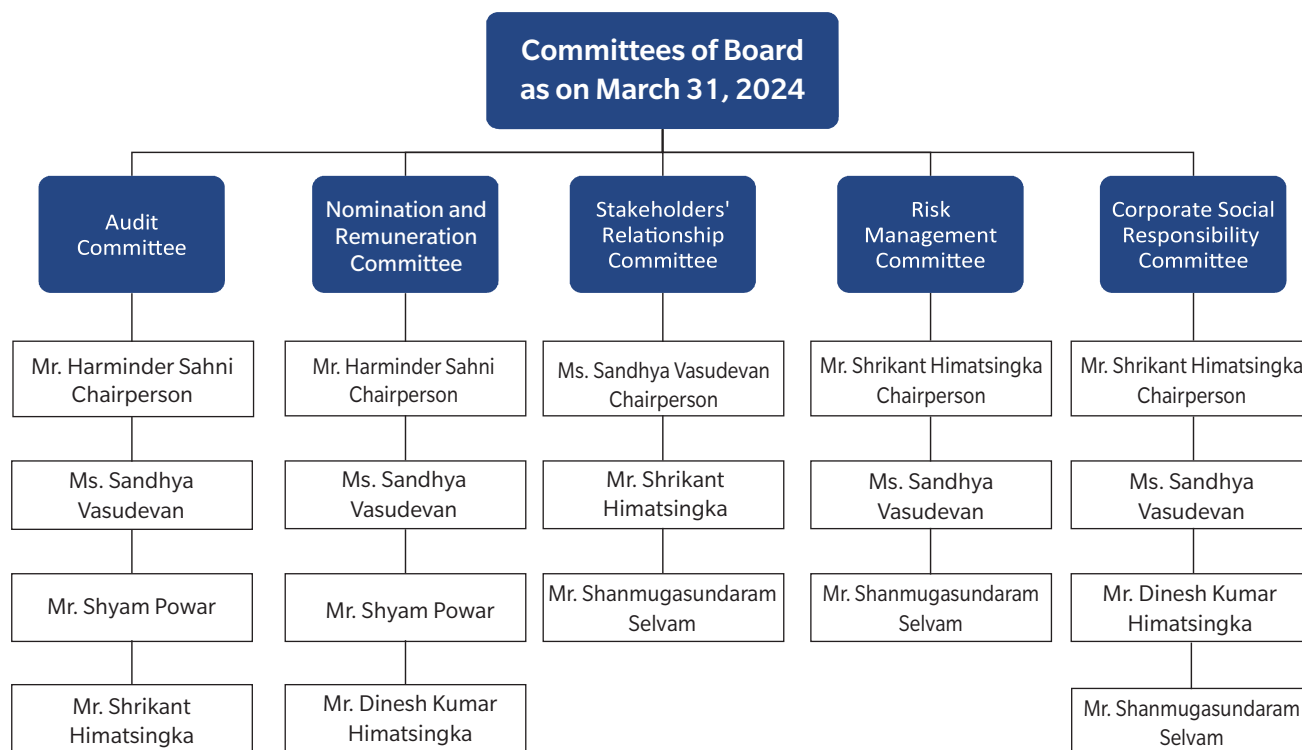 Committees of Board
as on March 31, 2024
Audit
Committee
Nomination and
Remuneration
Committee
Stakeholders'
Relationship
Committee
Risk
Management
Committee
Corporate Social
Responsibility
Committee
Mr. Harminder Sahni
Chairperson
Mr. Harminder Sahni
Chairperson
Ms. Sandhya Vasudevan
Chairperson
Mr. Shrikant Himatsingka
Chairperson
Mr. Shrikant Himatsingka
Chairperson
Ms. Sandhya
Vasudevan
Ms. Sandhya
Vasudevan
Mr. Shrikant
Himatsingka
Ms. Sandhya
Vasudevan
Ms. Sandhya
Vasudevan
Mr. Shyam Powar
Mr. Shyam Powar
Mr. Shanmugasundaram
Selvam
Mr. Shanmugasundaram
Selvam
Mr. Dinesh Kumar
Himatsingka
Mr. Shrikant
Himatsingka
Mr. Dinesh Kumar
Himatsingka
Mr. Shanmugasundaram
Selvam